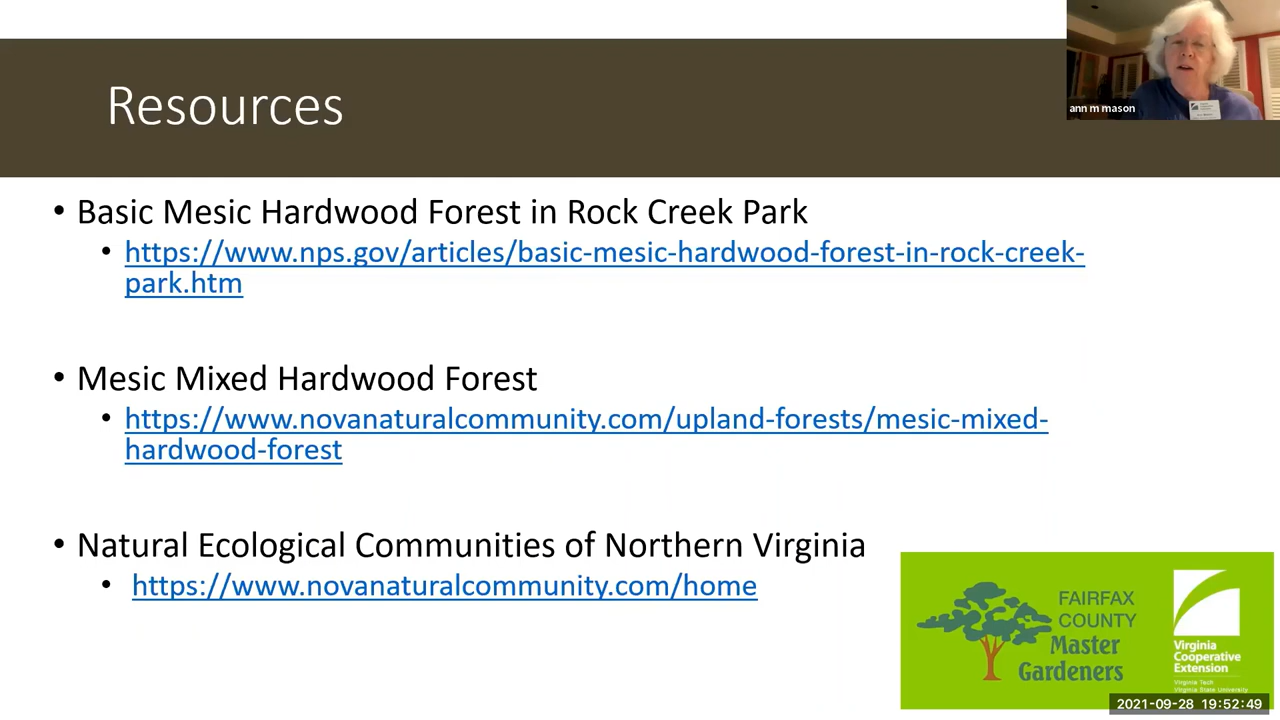 Resources
ann m mason
• Basic Mesic Hardwood Forest in Rock Creek Park
• https://www.nps.gov/articles/basic-mesic-hardwood-forest-in-rock-creek-
park.htm
• Mesic Mixed Hardwood Forest
• https://www.novanaturalcommunity.com/upland-forests/mesic-mixed-
hardwood-forest
• Natural Ecological Communities of Northern Virginia
• https://www.novanaturalcommunity.com/home
FAIRFAX
COUNTY
Master
Gardeners
Virginia
Cooperative
Extension
Virginia Tech
Virginia State University
2021-09-28 19:52:49